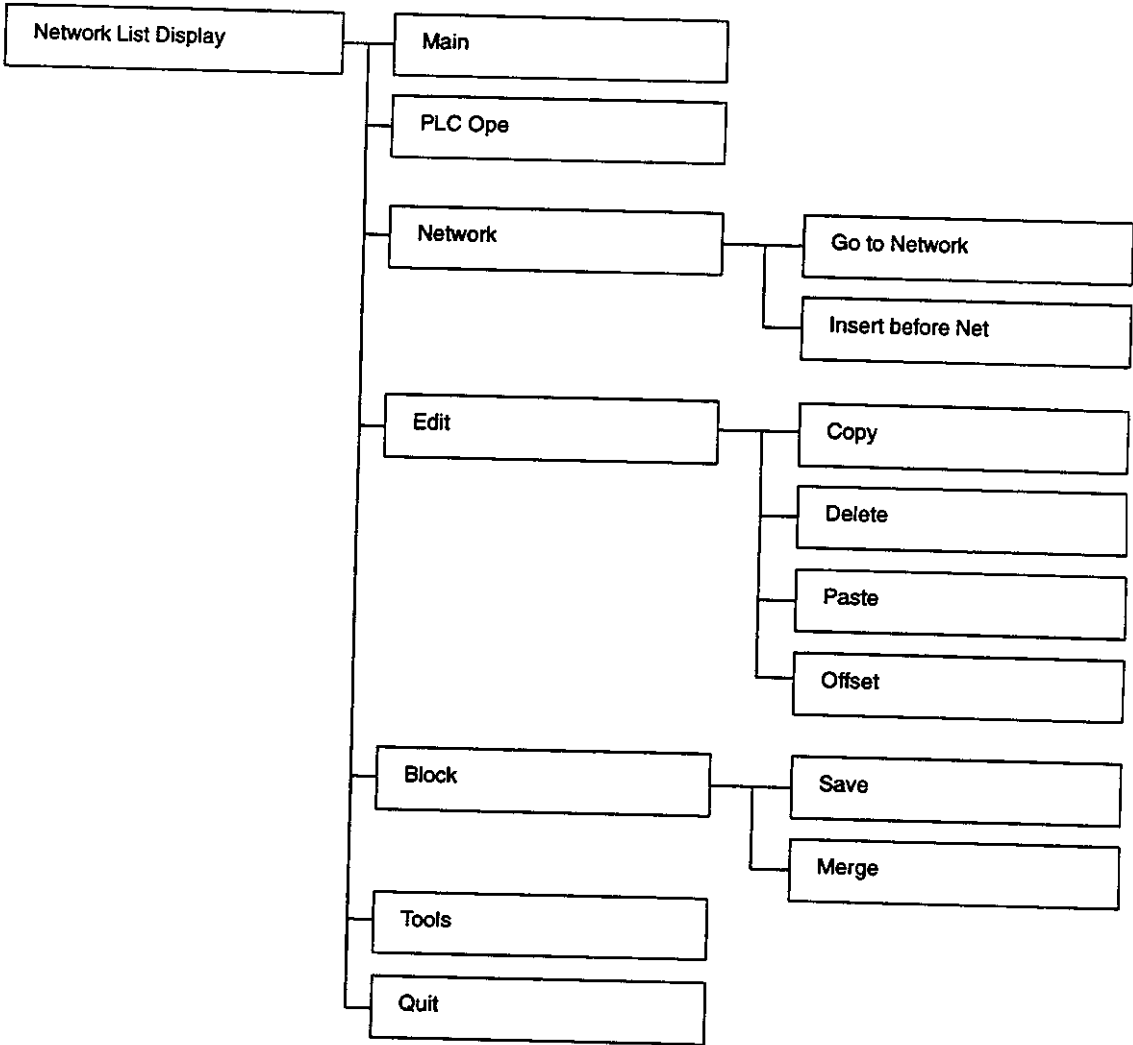 Network List Display
Main
PLC Ope
Network
Go to Network
Insert before Net
Edit
Copy
Delete
Paste
Offset
Block
Save
Merge
Tools
Quit